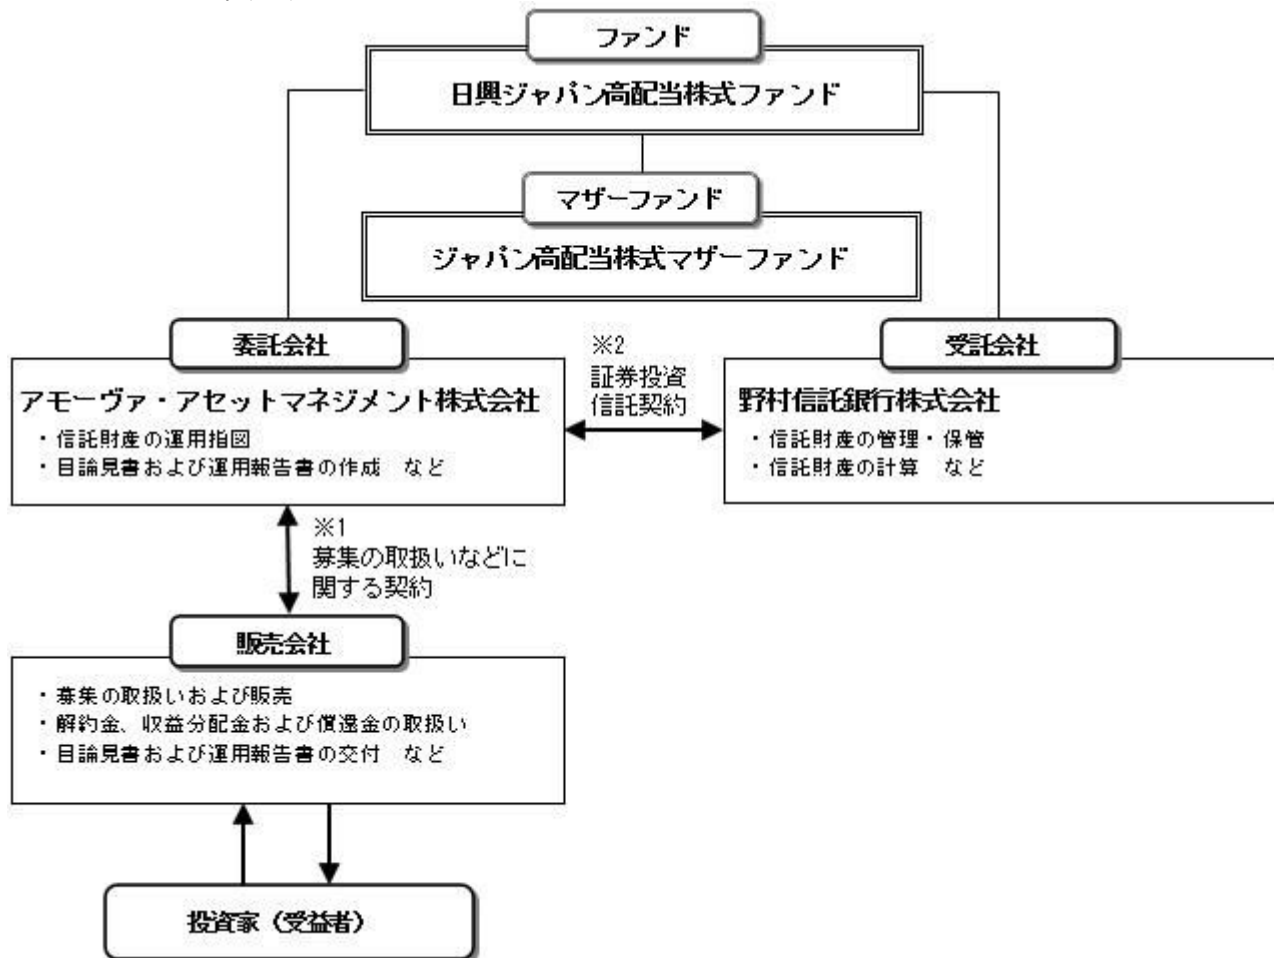 ファンド
日興ジャパン高配当株式ファンド
マザーファンド
ジャパン高配当株式マザーファンド
委託会社
アモーヴァ・アセットマネジメント株式会社
・信託財産の運用指図
・目論見書および運用報告書の作成　など
※2
証券投資
信託契約
受託会社
野村信託銀行株式会社
・信託財産の管理・保管
・信託財産の計算　など
※1
募集の取扱いなどに
関する契約
販売会社
・募集の取扱いおよび販売
・解約金、収益分配金および償還金の取扱い
・目論見書および運用報告書の交付　など
投資家（受益者）